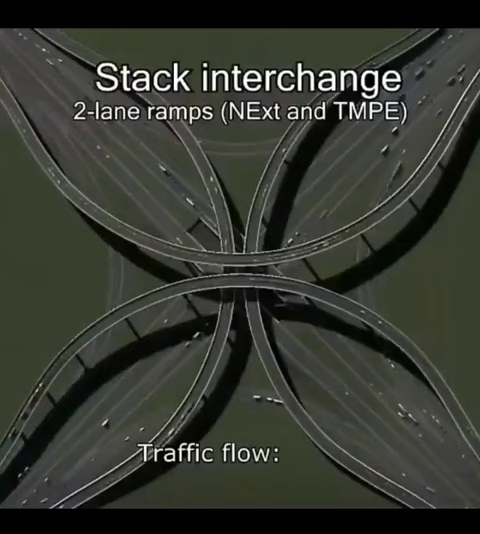 Stack interchange
2-lane ramps (NExt and TMPE)
Traffic flow: